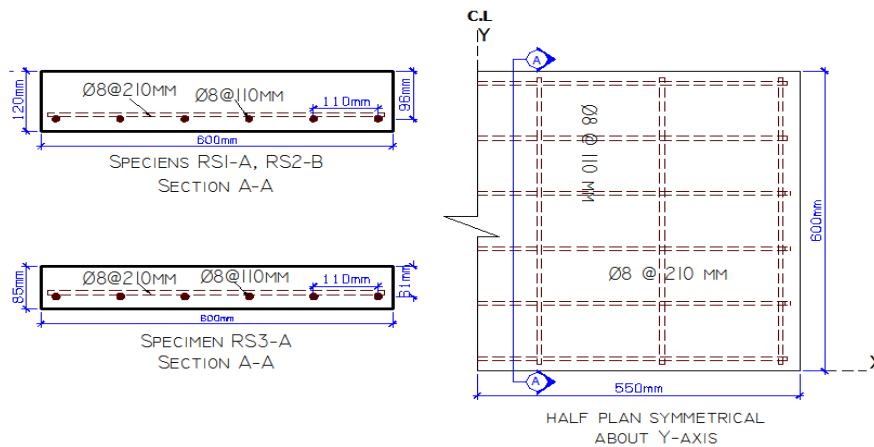 120mm
Ø8@210MM
Ø8@110MM
110mm
96mm
600mm
SPECIENS RS1-A, RS2-B
SECTION A-A
85mm
Ø8@210MM
Ø8@110MM
110mm
61mm
600mm
SPECIMEN RS3-A
SECTION A-A
C.L
Y
A
Ø8 @ 110 MM
Ø8 @ 210 MM
600mm
A
X
550mm
HALF PLAN SYMMETRICAL
ABOUT Y-AXIS